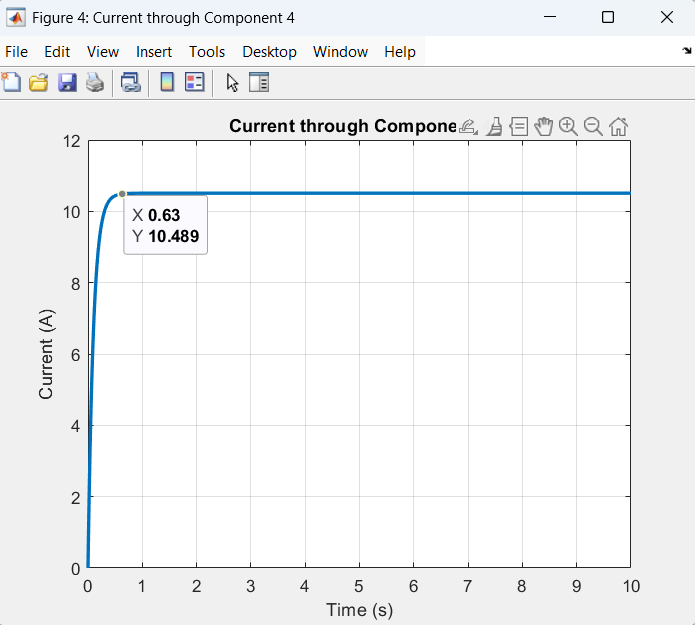 Figure 4: Current through Component 4
File Edit View Insert Tools Desktop Window Help
Current through Compone
12
10
8
6
4
2
0
X 0.63
Y 10.489
Current (A)
0 1 2 3 4 5 6 7 8 9 10
Time (s)